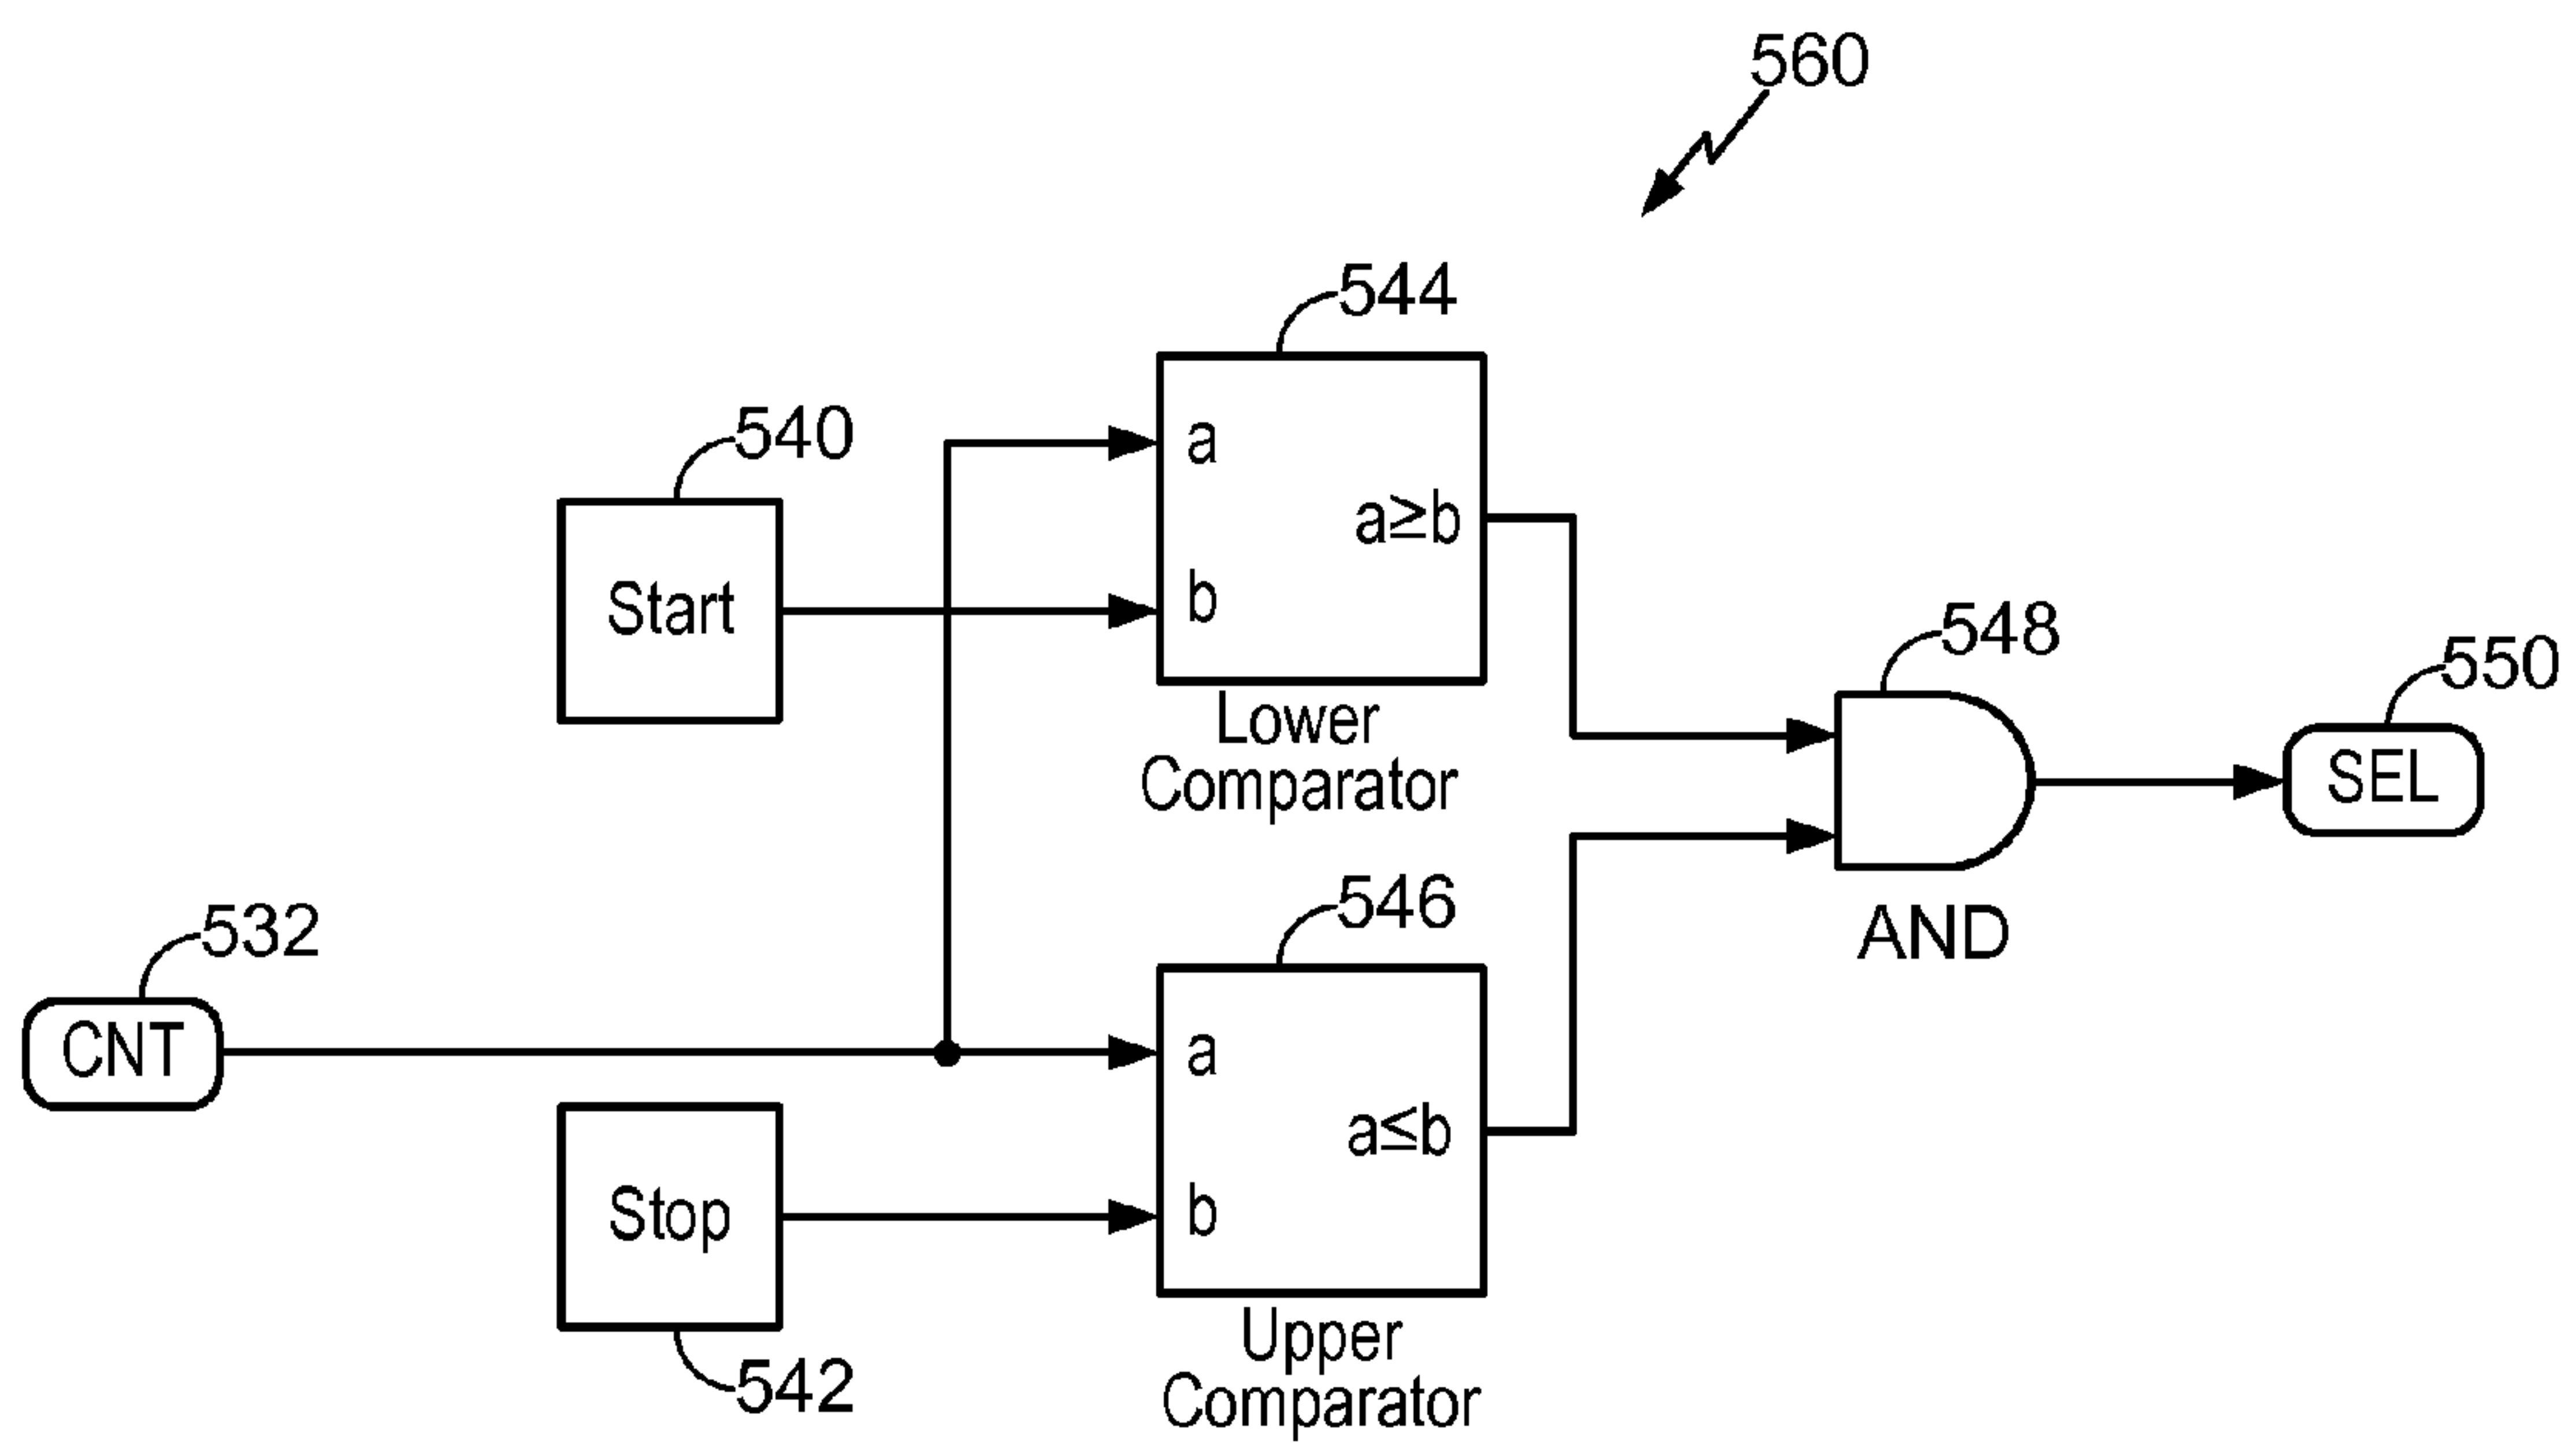 560
544
540
a
a≥b
Start
b
548
550
Lower
Comparator
SEL
546
532
AND
CNT
a
a≤b
Stop
b
Upper
Comparator
542